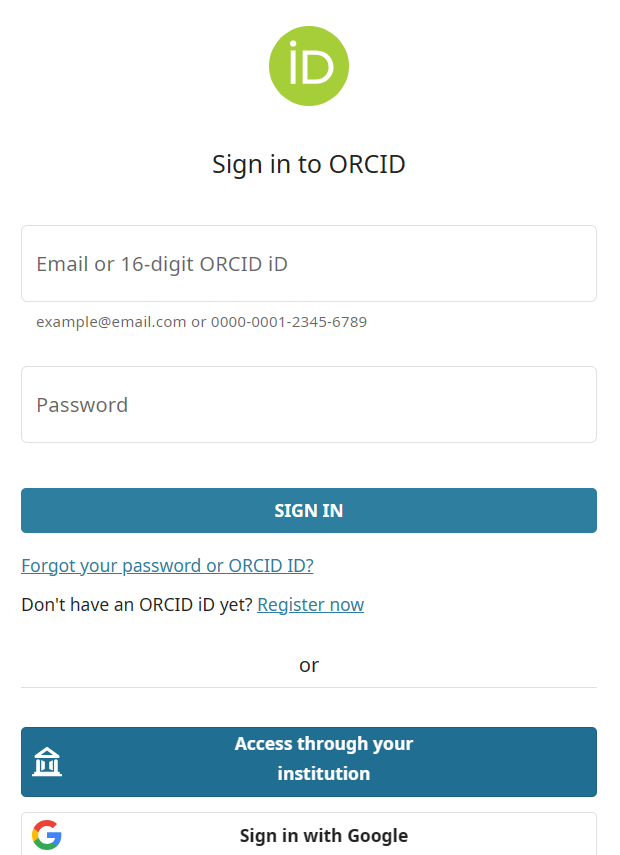 iD
Sign in to ORCID
Email or 16-digit ORCID iD
example@email.com or 0000-0001-2345-6789
Password
SIGN IN
Forgot your password or ORCID ID?
Don't have an ORCID iD yet? Register now
or
Access through your
institution
Sign in with Google